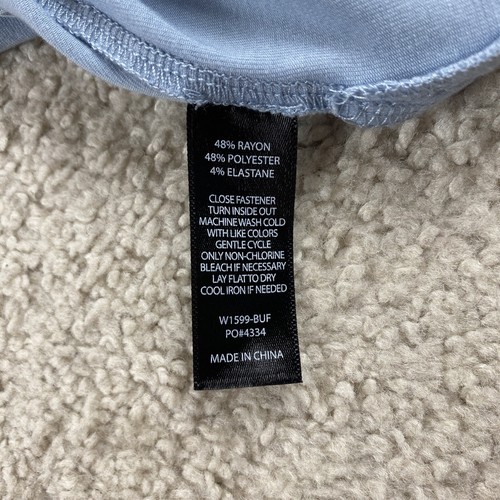 48% RAYON
48% POLYESTER
4% ELASTANE
CLOSE FASTENER
TURN INSIDE OUT
MACHINE WASH COLD
WITH LIKE COLORS
GENTLE CYCLE
ONLY NON-CHLORINE
BLEACH IF NECESSARY
LAY FLAT TO DRY
COOL IRON IF NEEDED
W1599-BUF
PO#4334
MADE IN CHINA